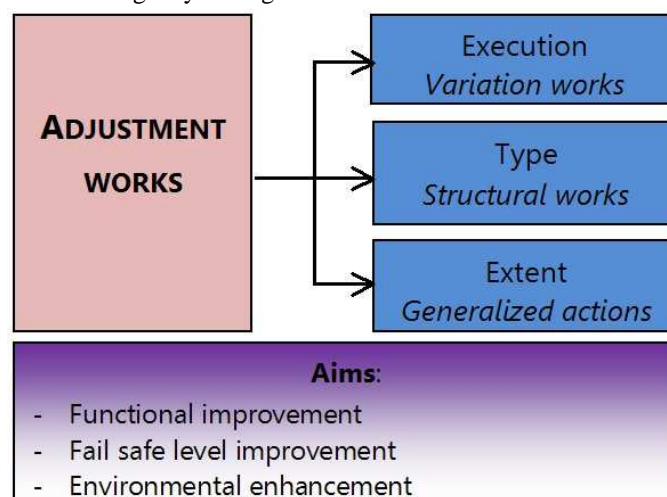 ADJUSTMENT
WORKS
Execution
Variation works
Type
Structural works
Extent
Generalized actions
Aims:
- Functional improvement
- Fail safe level improvement
- Environmental enhancement